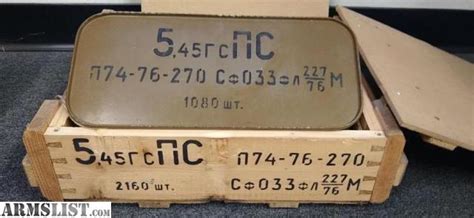 5,45гсПС
П74-76-270 СФ033фл 227/76 М
1080 шт.
5,45гсПС П74-76-270
2160 шт. СФ033фл 227/76 М
ARMSLIST.com